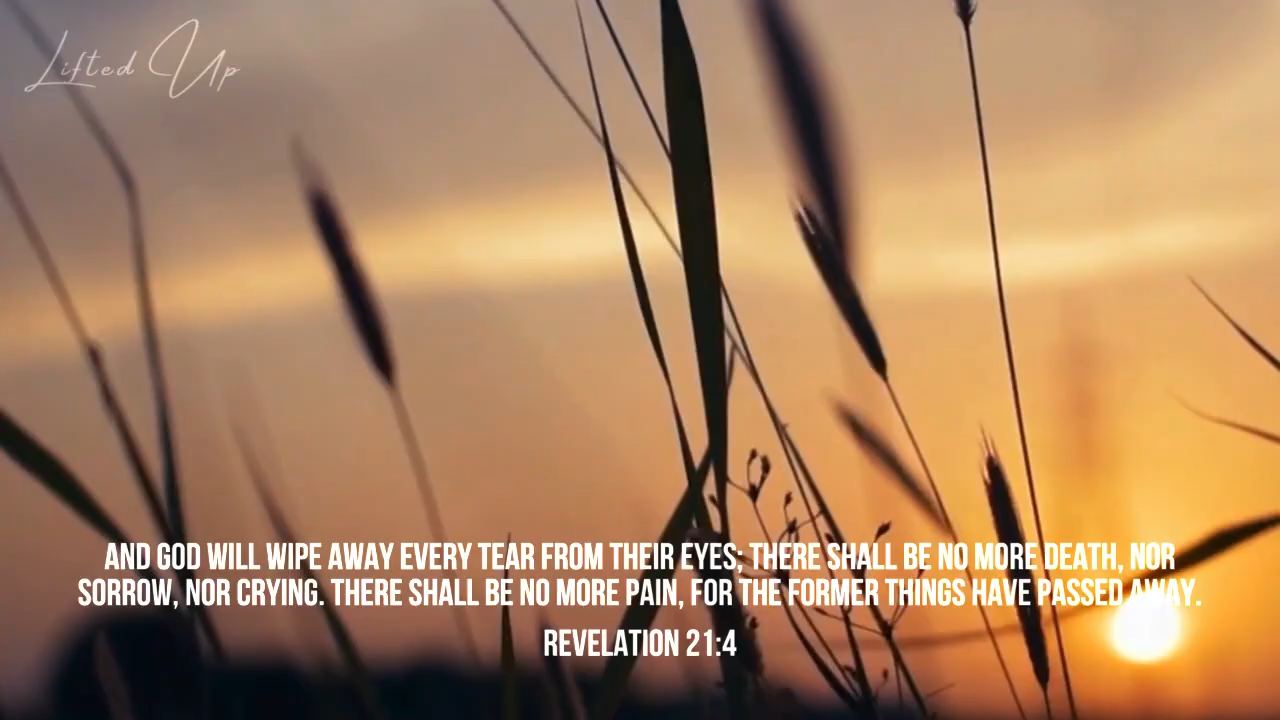 Lifted Up
AND GOD WILL WIPE AWAY EVERY TEAR FROM THEIR EYES; THERE SHALL BE NO MORE DEATH, NOR
SORROW, NOR CRYING. THERE SHALL BE NO MORE PAIN, FOR THE FORMER THINGS HAVE PASSED AWAY.
REVELATION 21:4